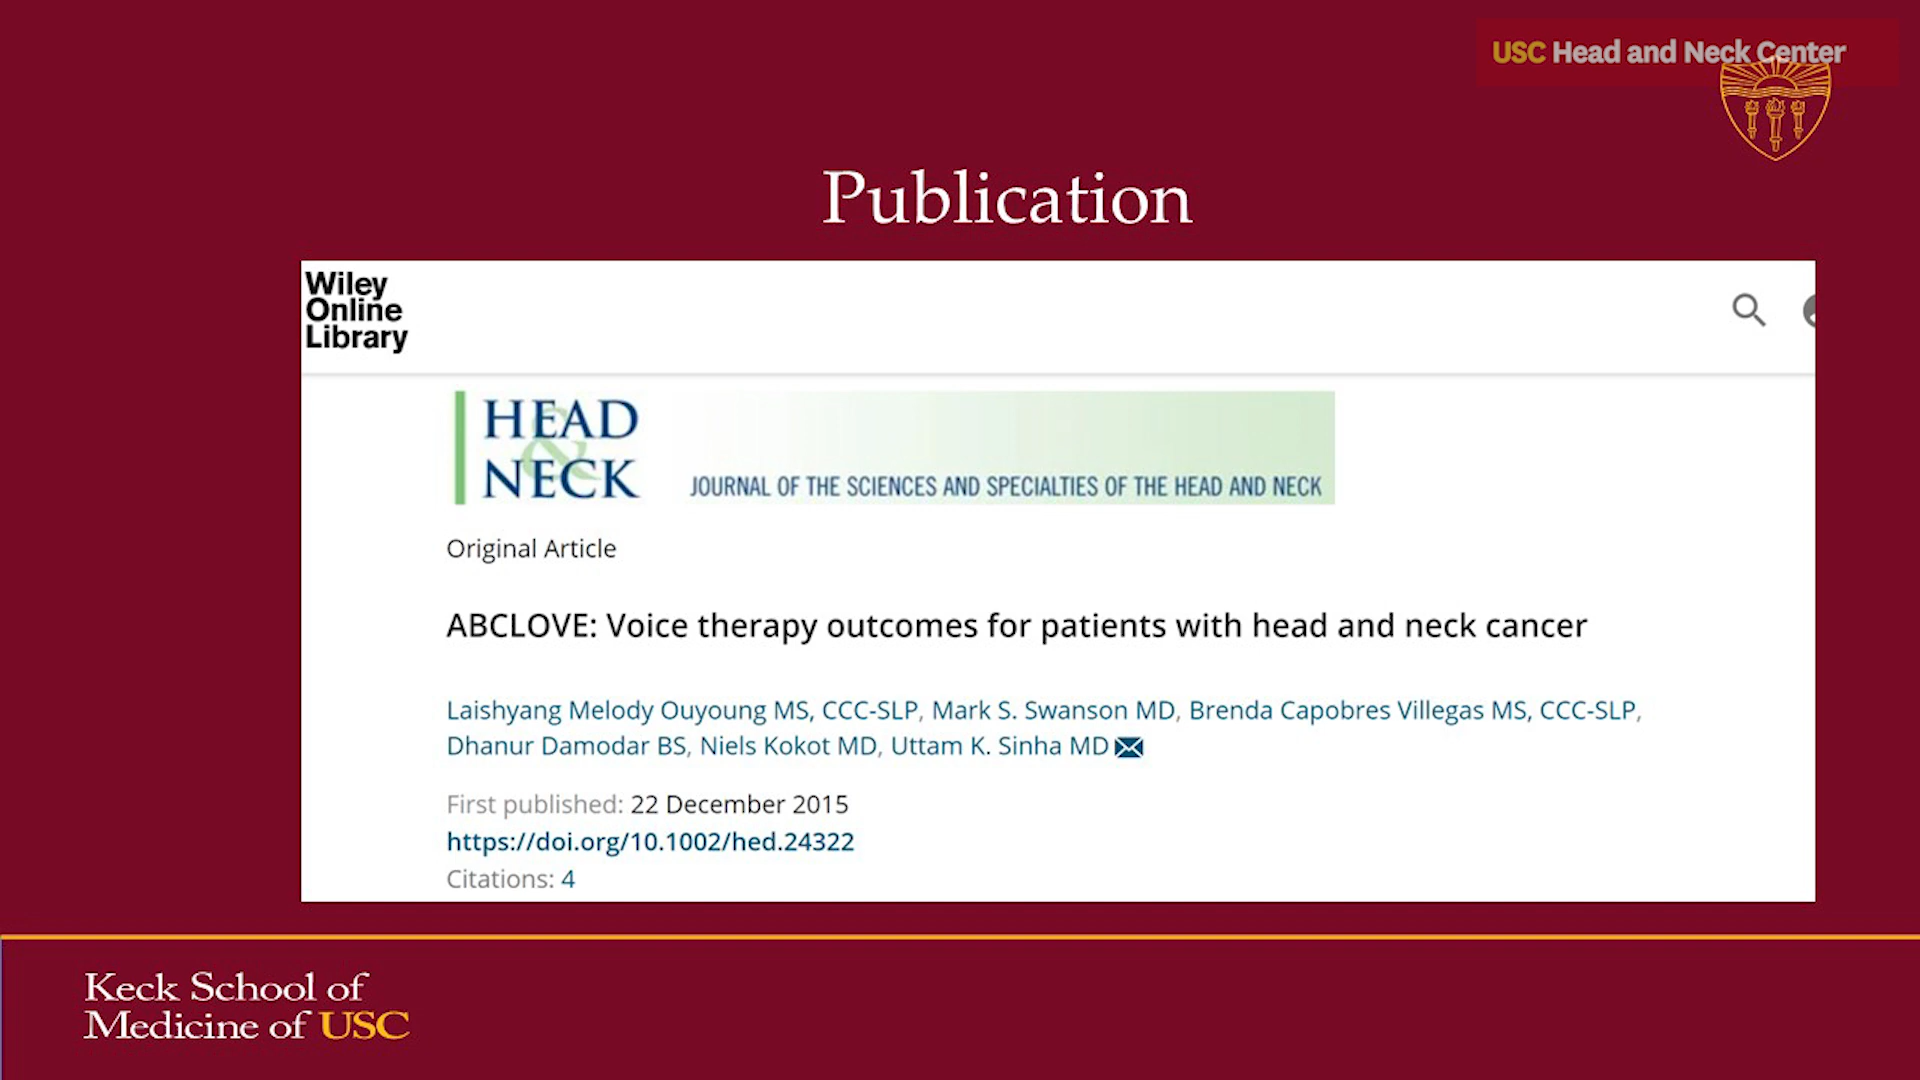 USC Head and Neck Center
Publication
Wiley
Online
Library
HEAD
&
NECK
JOURNAL OF THE SCIENCES AND SPECIALTIES OF THE HEAD AND NECK
Original Article
ABCLOVE: Voice therapy outcomes for patients with head and neck cancer
Laishyang Melody Ouyoung MS, CCC-SLP, Mark S. Swanson MD, Brenda Capobres Villegas MS, CCC-SLP,
Dhanur Damodar BS, Niels Kokot MD, Uttam K. Sinha MD
First published: 22 December 2015
https://doi.org/10.1002/hed.24322
Citations: 4
Keck School of
Medicine of USC